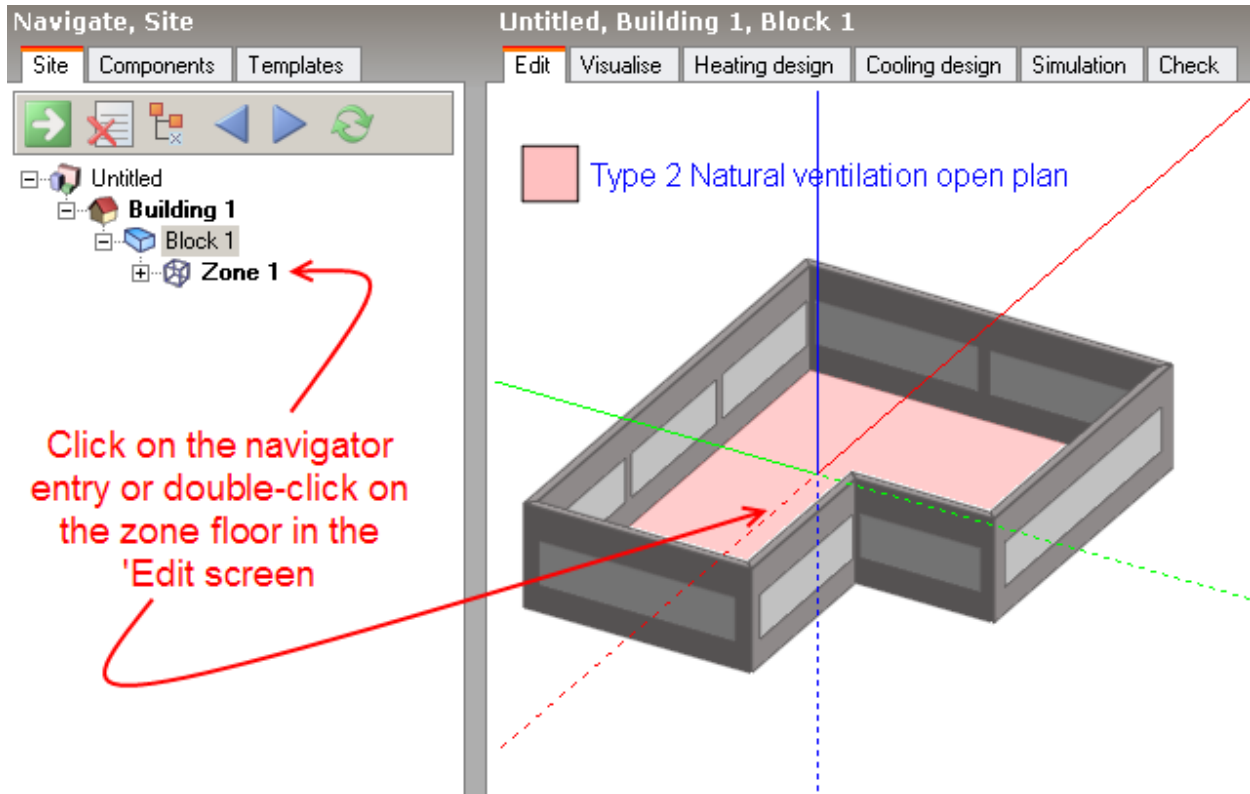 Navigate, Site
Site Components Templates
Untitled
Building 1
Block 1
Zone 1
Click on the navigator
entry or double-click on
the zone floor in the
'Edit screen
Untitled, Building 1, Block 1
Edit Visualise Heating design Cooling design Simulation Check
Type 2 Natural ventilation open plan